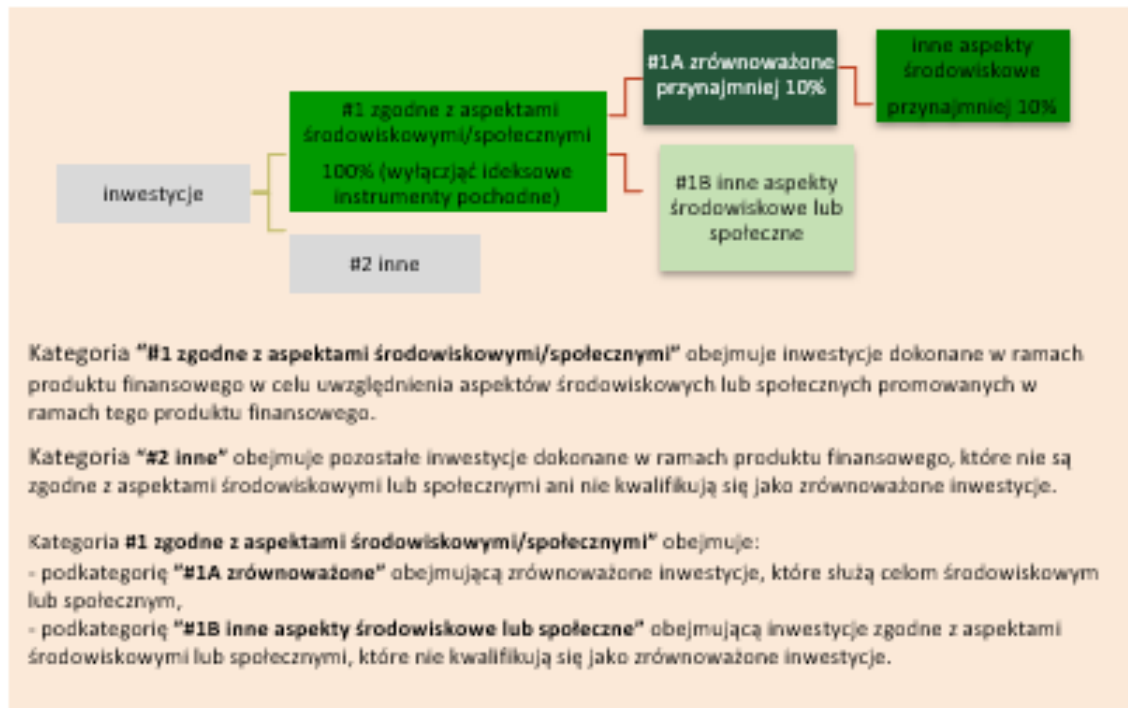 inwestycje
#1 zgodne z aspektami
środowiskowymi/społecznymi
100% (wyłączjąć ideksowe
instrumenty pochodne)
#2 inne
#1A zrównoważone
przynajmniej 10%
inne aspekty
środowiskowe
przynajmniej 10%
#1B inne aspekty
środowiskowe lub
społeczne
Kategoria "#1 zgodne z aspektami środowiskowymi/społecznymi" obejmuje inwestycje dokonane w ramach
produktu finansowego w celu uwzględnienia aspektów środowiskowych lub społecznych promowanych w
ramach tego produktu finansowego.
Kategoria "#2 inne" obejmuje pozostałe inwestycje dokonane w ramach produktu finansowego, które nie są
zgodne z aspektami środowiskowymi lub społecznymi ani nie kwalifikują się jako zrównoważone inwestycje.
Kategoria #1 zgodne z aspektami środowiskowymi/społecznymi" obejmuje:
- podkategorię "#1A zrównoważone" obejmującą zrównoważone inwestycje, które służą celom środowiskowym
lub społecznym,
- podkategorię "#1B inne aspekty środowiskowe lub społeczne" obejmującą inwestycje zgodne z aspektami
środowiskowymi lub społecznymi, które nie kwalifikują się jako zrównoważone inwestycje.